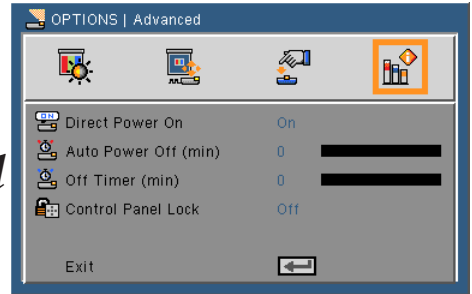 OPTIONS | Advanced
ON
Direct Power On On
Auto Power Off (min) 0
Off Timer (min) 0
Control Panel Lock Off
Exit